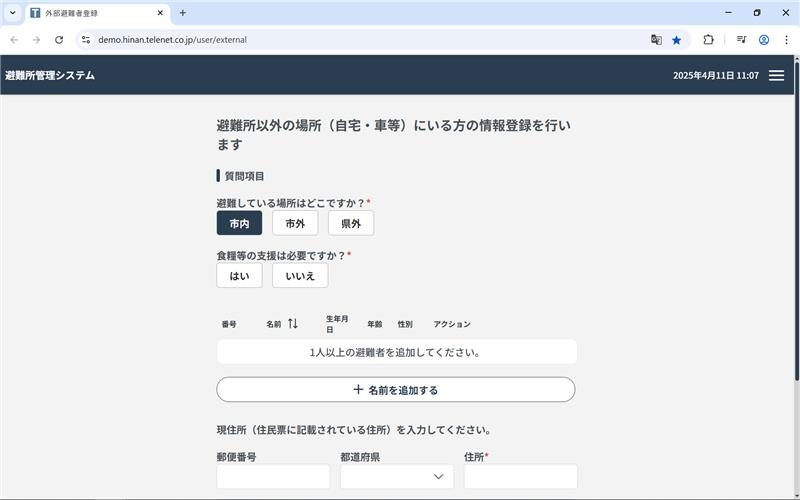 外部避難者登録
demo.hinan.telenet.co.jp/user/external
避難所管理システム
2025年4月11日 11:07
避難所以外の場所（自宅・車等）にいる方の情報登録を行い
ます
質問項目
避難している場所はどこですか？*
市内 市外 県外
食糧等の支援は必要ですか？*
はい いいえ
番号 名前 生年月日 年齢 性別 アクション
1人以上の避難者を追加してください。
＋ 名前を追加する
現住所（住民票に記載されている住所）を入力してください。
郵便番号 都道府県 住所*